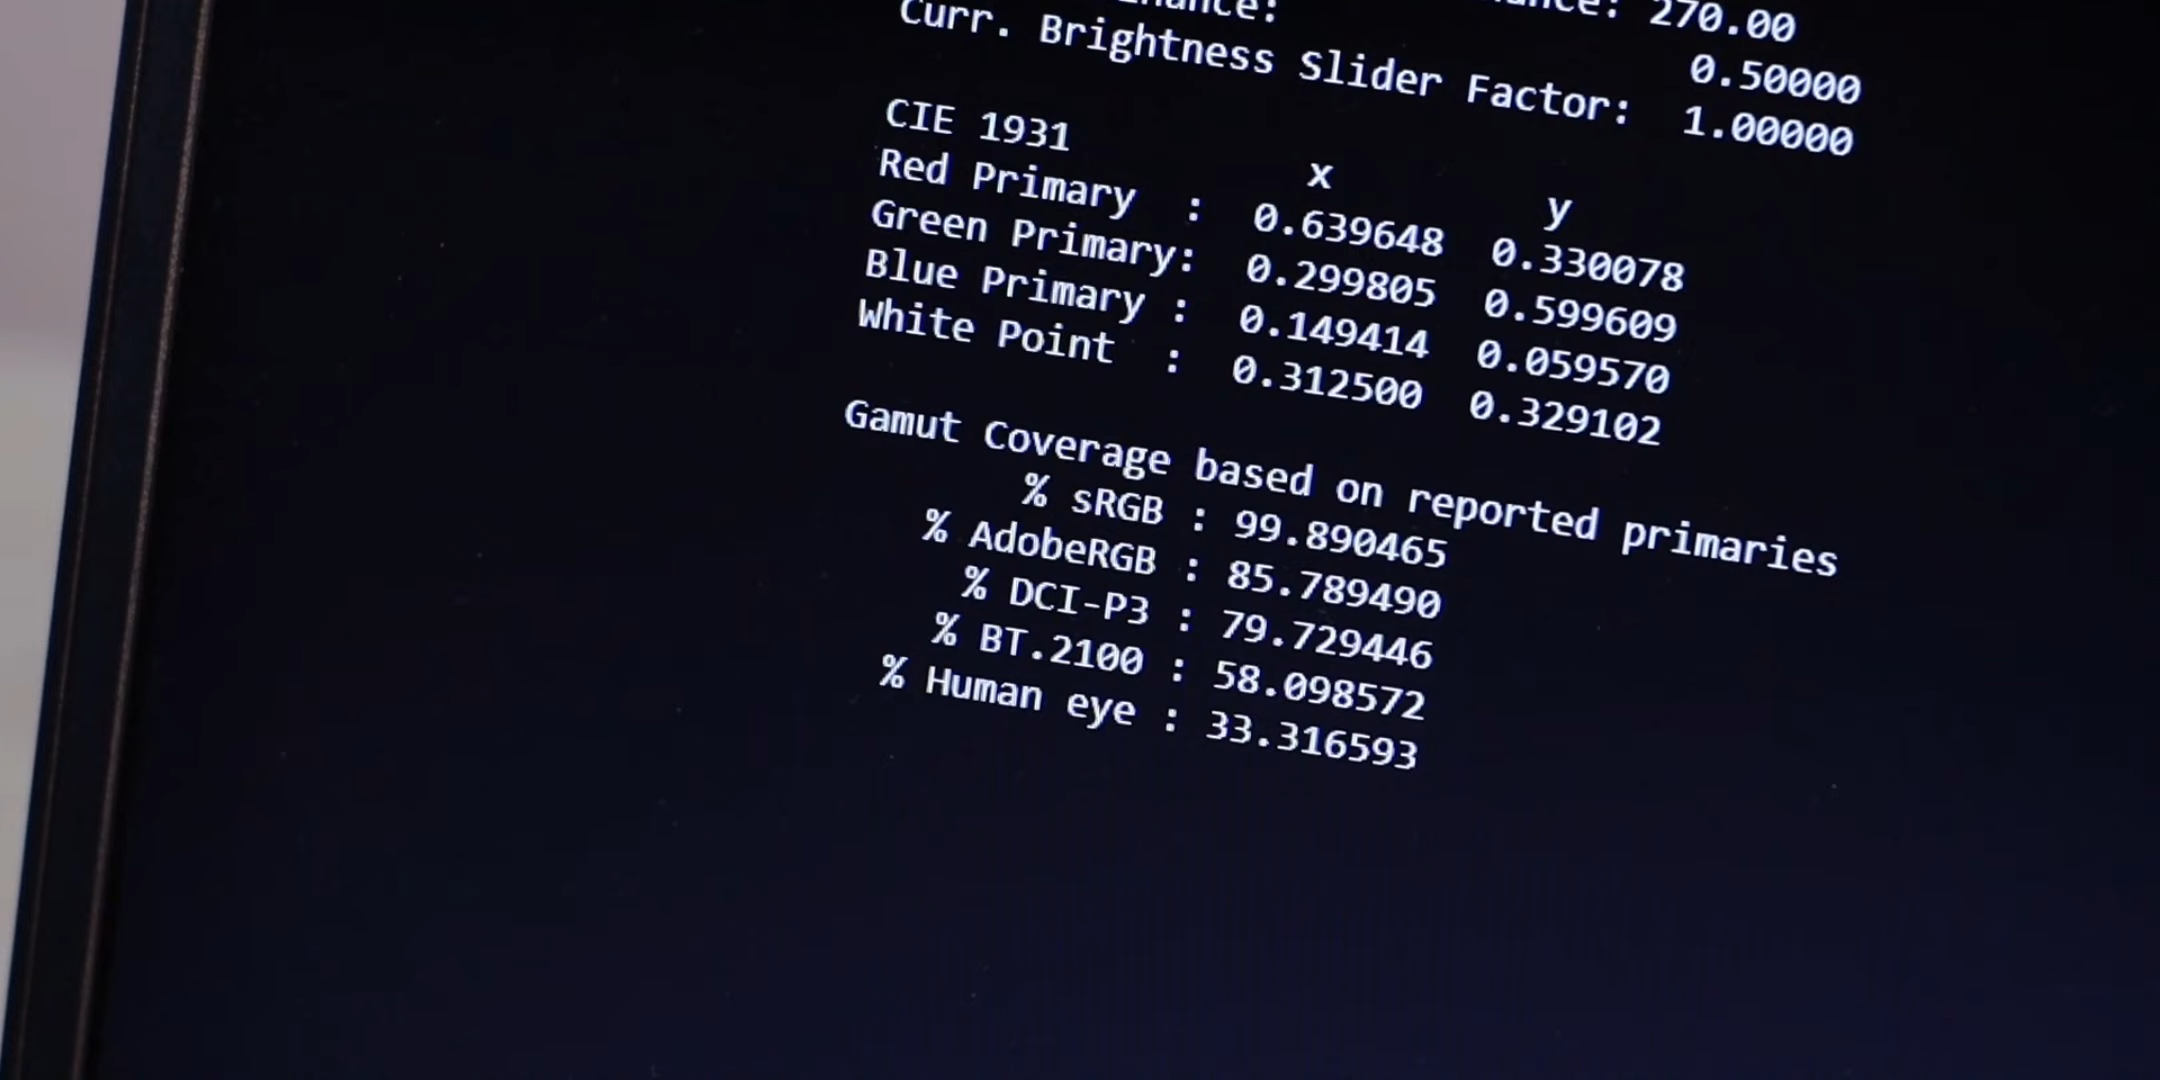 270.00
0.50000
Curr. Brightness Slider Factor: 1.00000
CIE 1931 x y
Red Primary : 0.639648 0.330078
Green Primary: 0.299805 0.599609
Blue Primary : 0.149414 0.059570
White Point : 0.312500 0.329102
Gamut Coverage based on reported primaries
% sRGB : 99.890465
% AdobeRGB : 85.789490
% DCI-P3 : 79.729446
% BT.2100 : 58.098572
% Human eye : 33.316593